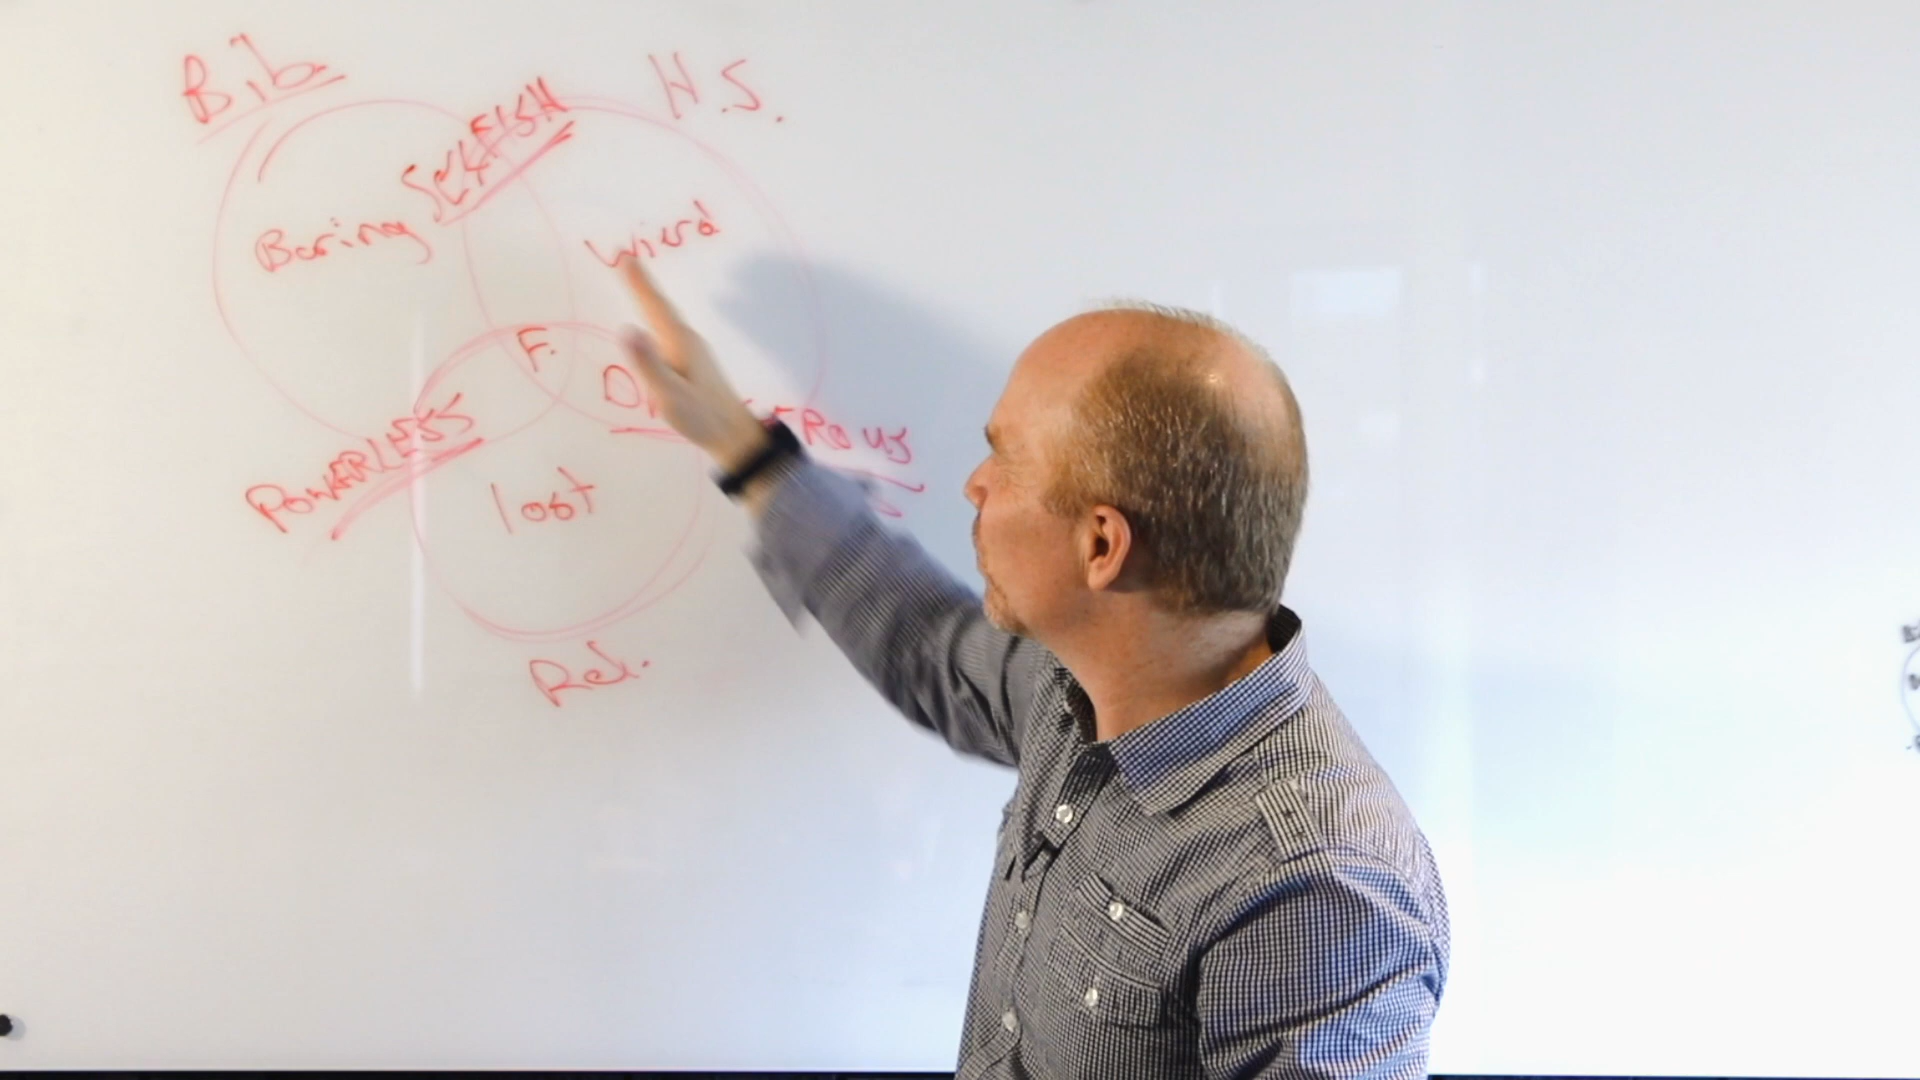 Bib.
H.S.
SELFISH
Boring
Wierd
F.
POWERLESS
lost
Rel.